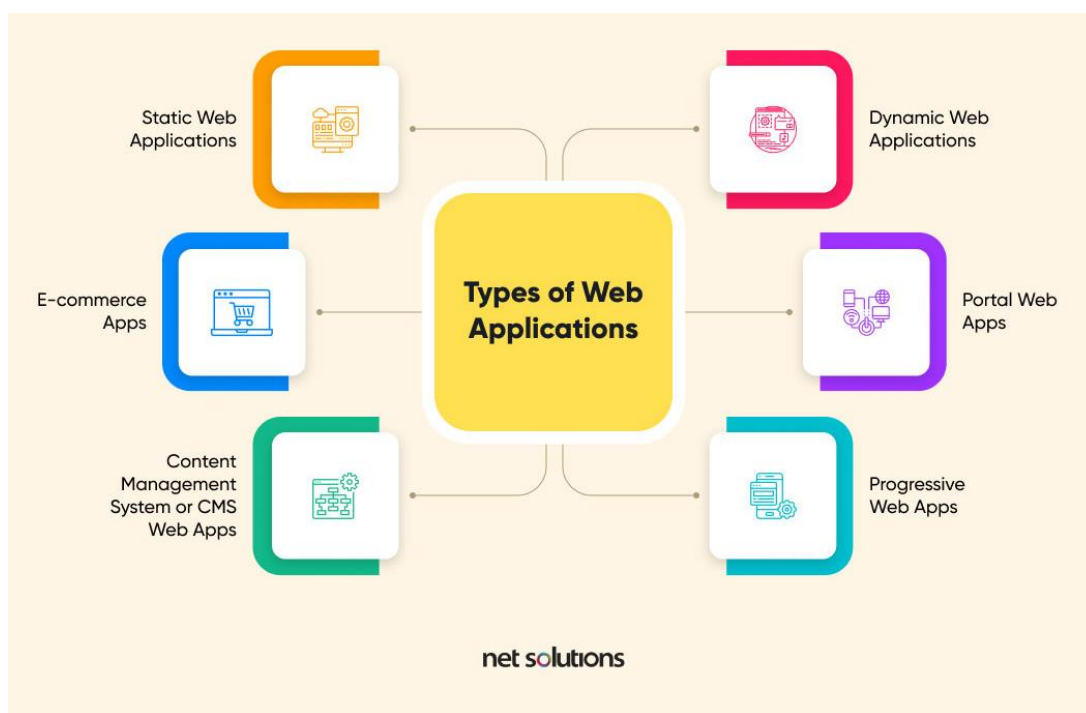 Static Web
Applications
Dynamic Web
Applications
E-commerce
Apps
Types of Web
Applications
Portal Web
Apps
Content
Management
System or CMS
Web Apps
Progressive
Web Apps
net solutions